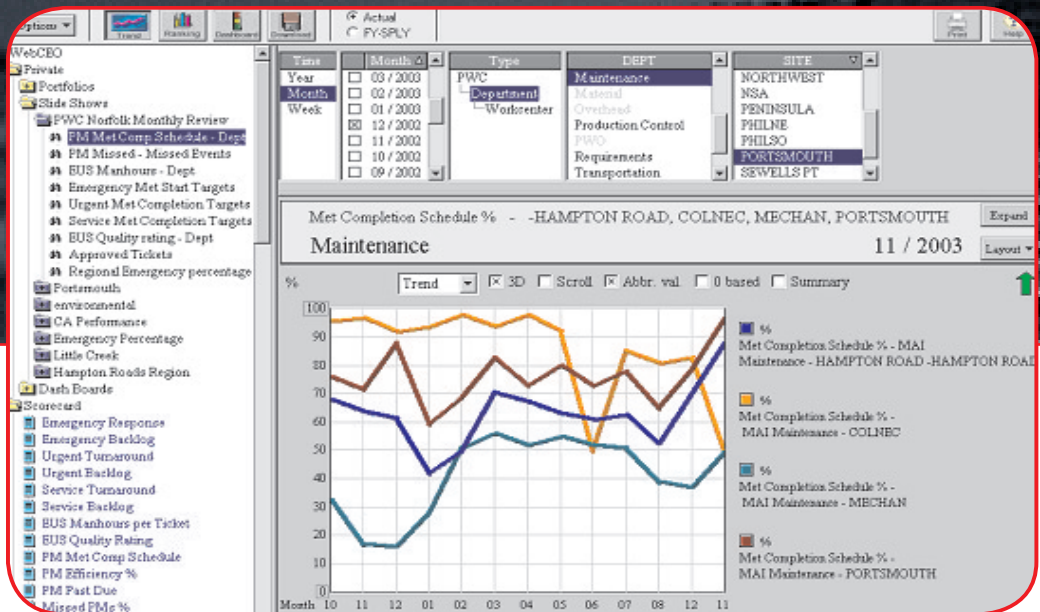 Options
Trend
Ranking
Dashboard
Download
Actual
FY-SPLY
Print
Help
WebCEO
Private
Portfolios
Slide Shows
PWC Norfolk Monthly Review
PM Met Comp Schedule - Dept
PM Missed - Missed Events
EUS Manhours - Dept
Emergency Met Start Targets
Urgent Met Completion Targets
Service Met Completion Targets
EUS Quality rating - Dept
Approved Tickets
Regional Emergency percentage
Portsmouth
environmental
CA Performance
Emergency Percentage
Little Creek
Hampton Roads Region
Dash Boards
Scorecard
Emergency Response
Emergency Backlog
Urgent Turnaround
Urgent Backlog
Service Turnaround
Service Backlog
EUS Manhours per Ticket
EUS Quality Rating
PM Met Comp Schedule
PM Efficiency %
PM Past Due
Missed PMs %
Time
Year
Month
Week
Month
03 / 2003
02 / 2003
01 / 2003
12 / 2002
11 / 2002
10 / 2002
09 / 2002
Type
PWC
Department
Workcenter
DEPT
Maintenance
Material
Overhead
Production Control
PWO
Requirements
Transportation
SITE
NORTHWEST
NSA
PENINSULA
PHILNE
PHILSO
PORTSMOUTH
SEWELLS PT
Met Completion Schedule % - -HAMPTON ROAD, COLNEC, MECHAN, PORTSMOUTH
Expand
Maintenance 11 / 2003
Layout
% Trend 3D Scroll Abbr. val. 0 based Summary
100
90
80
70
60
50
40
30
20
10
0
Month 10 11 12 01 02 03 04 05 06 07 08 12 11
%
Met Completion Schedule % - MAI
Maintenance - HAMPTON ROAD -HAMPTON ROAD
%
Met Completion Schedule % -
MAI Maintenance - COLNEC
%
Met Completion Schedule % -
MAI Maintenance - MECHAN
%
Met Completion Schedule % -
MAI Maintenance - PORTSMOUTH